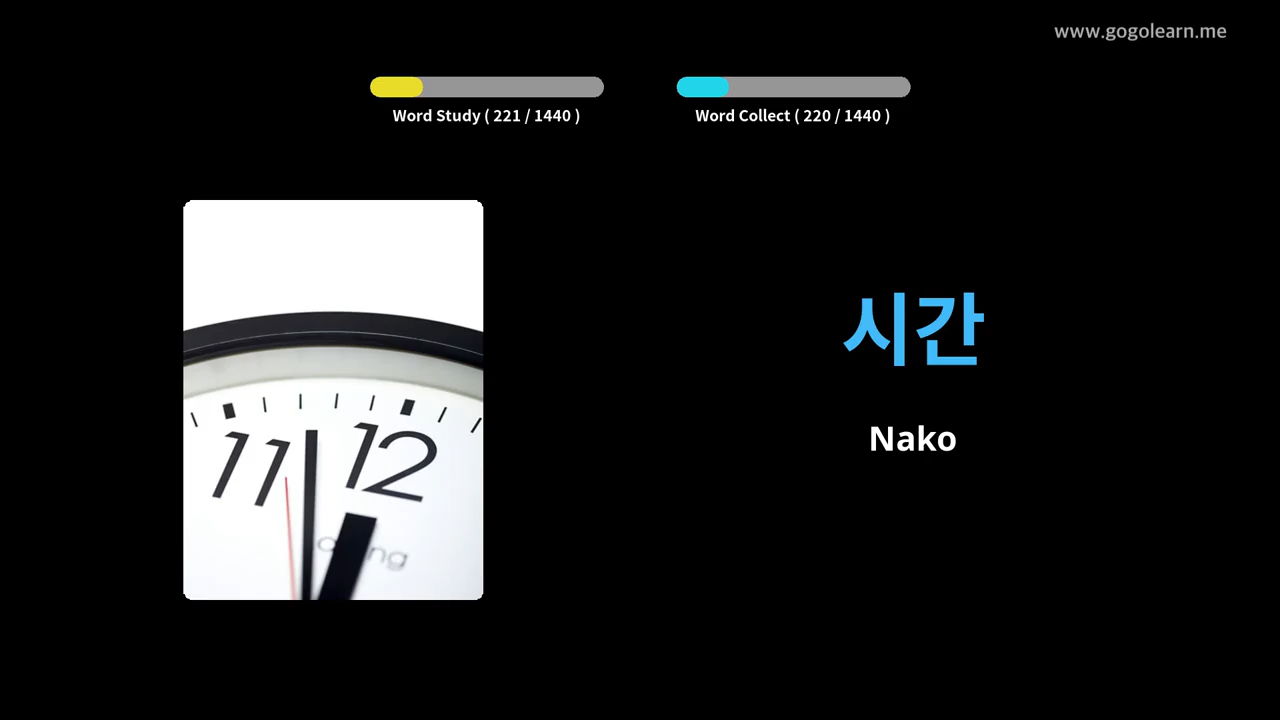 www.gogolearn.me
Word Study ( 221 / 1440 )
Word Collect ( 220 / 1440 )
11
12
시간
Nako